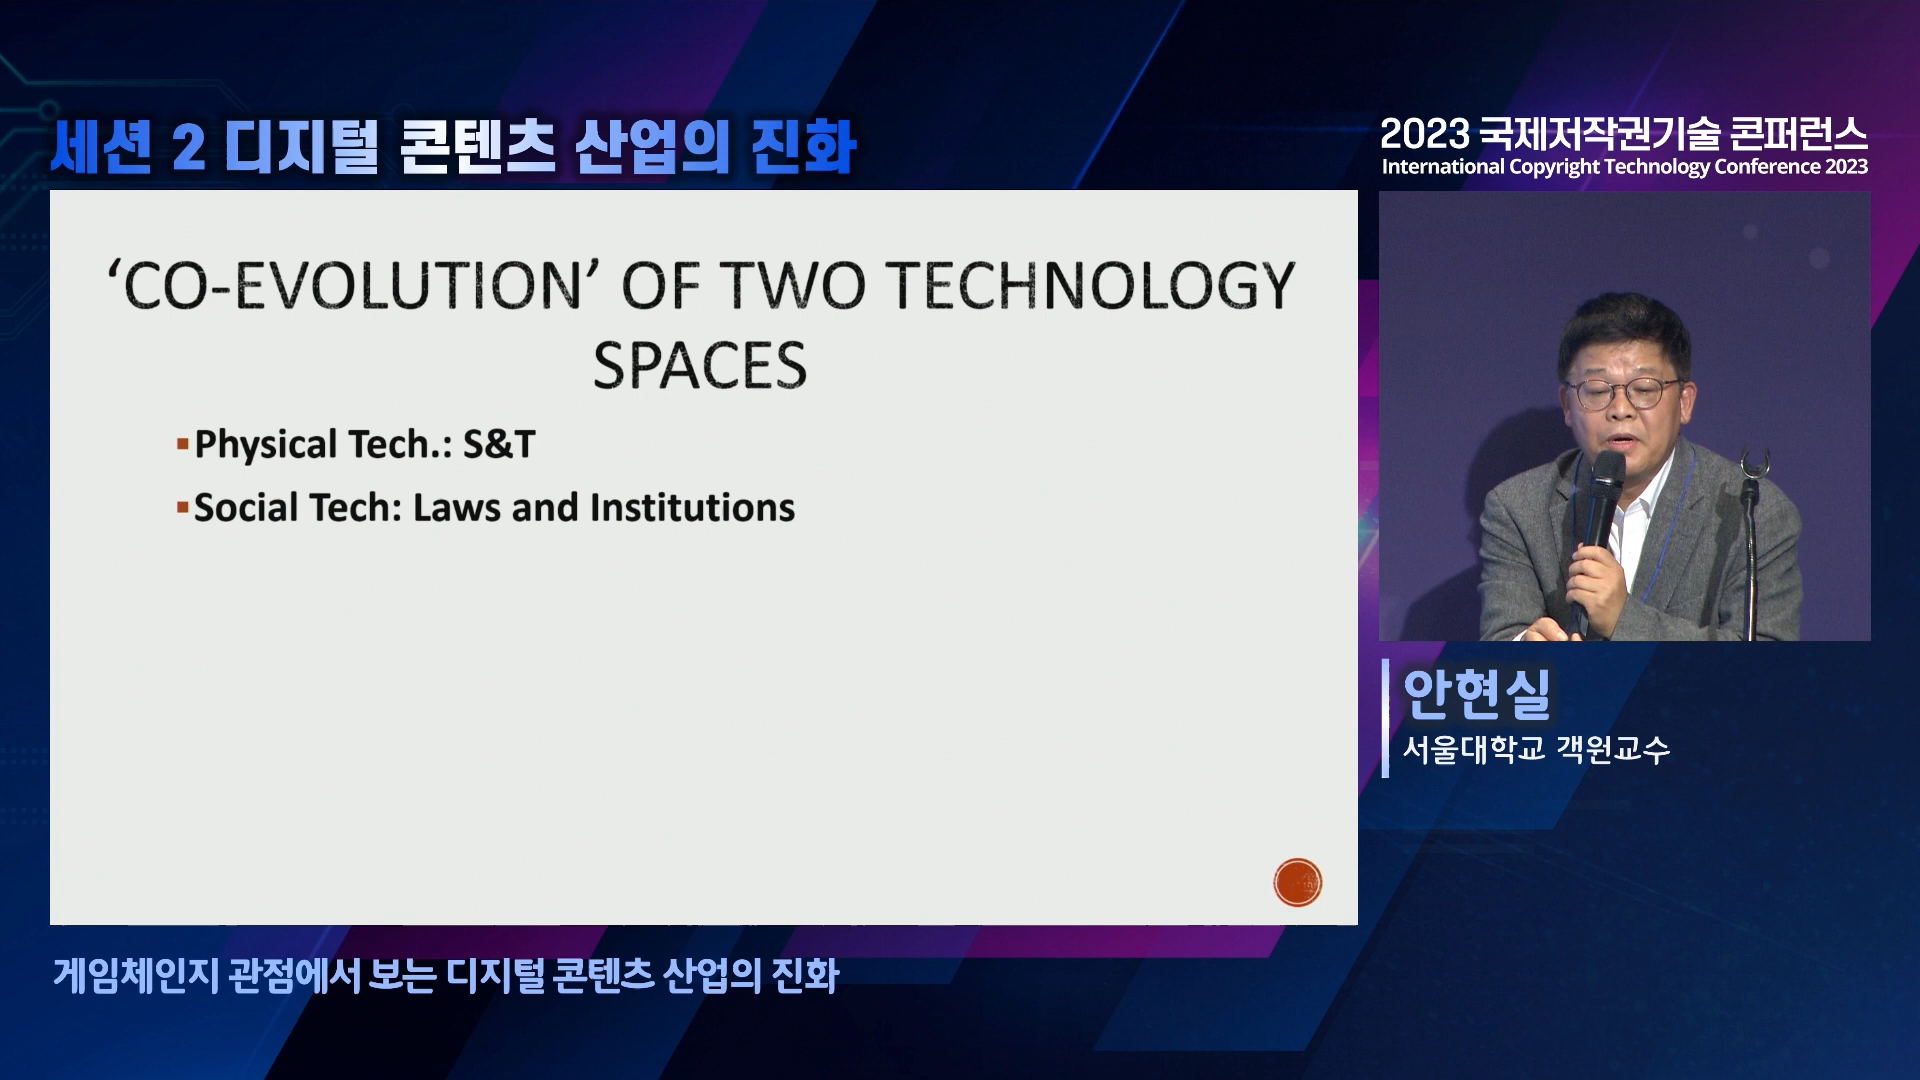 세션 2 디지털 콘텐츠 산업의 진화
2023 국제저작권기술 콘퍼런스
International Copyright Technology Conference 2023
‘CO-EVOLUTION’ OF TWO TECHNOLOGY
SPACES
▪Physical Tech.: S&T
▪Social Tech: Laws and Institutions
안현실
서울대학교 객원교수
게임체인지 관점에서 보는 디지털 콘텐츠 산업의 진화